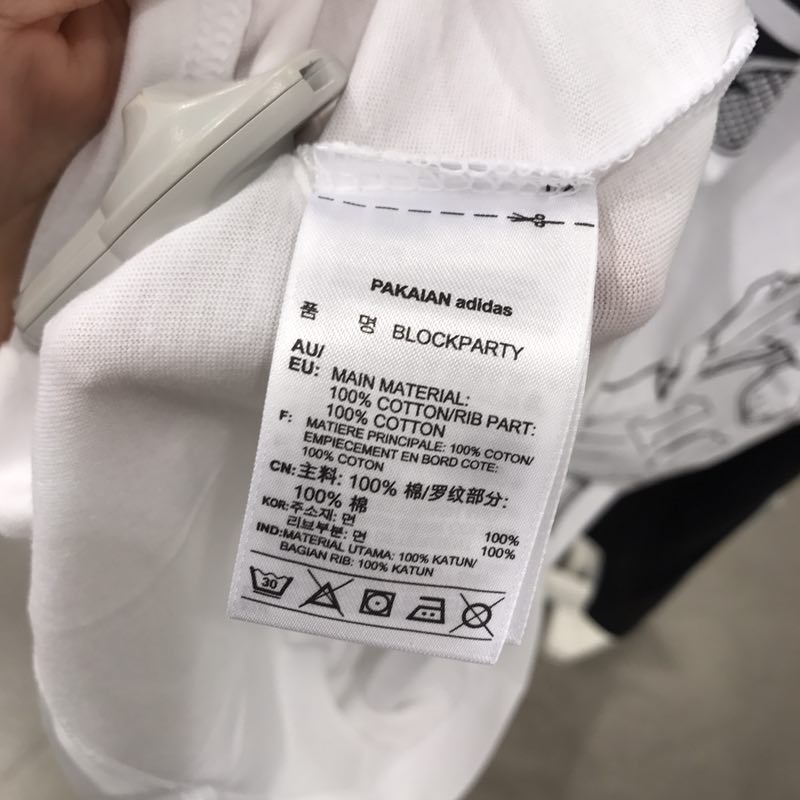 PAKAIAN adidas
품 명 BLOCKPARTY
AU/
EU: MAIN MATERIAL:
100% COTTON/RIB PART:
100% COTTON
F: MATIERE PRINCIPALE: 100% COTON/
EMPIECEMENT EN BORD COTE:
100% COTON
CN: 主料: 100% 棉/罗纹部分:
100% 棉
KOR: 주소재: 면 100%
리브부분: 면 100%
IND: MATERIAL UTAMA: 100% KATUN/
BAGIAN RIB: 100% KATUN
30